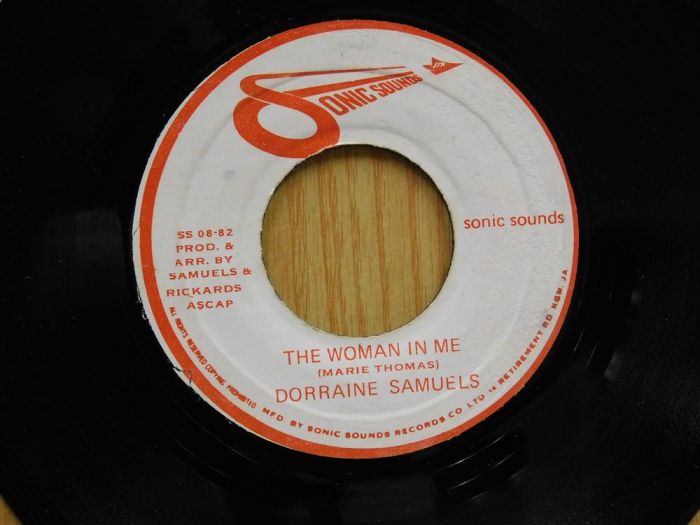 SONIC SOUNDS
sonic sounds
SS 08-82
PROD. &
ARR. BY
SAMUELS &
RICKARDS
ASCAP
THE WOMAN IN ME
(MARIE THOMAS)
DORRAINE SAMUELS
ALL RIGHTS RESERVED COPYING PROHIBITED MFD BY SONIC SOUNDS RECORDS CO LTD 14 RETIREMENT RD KGN. JA